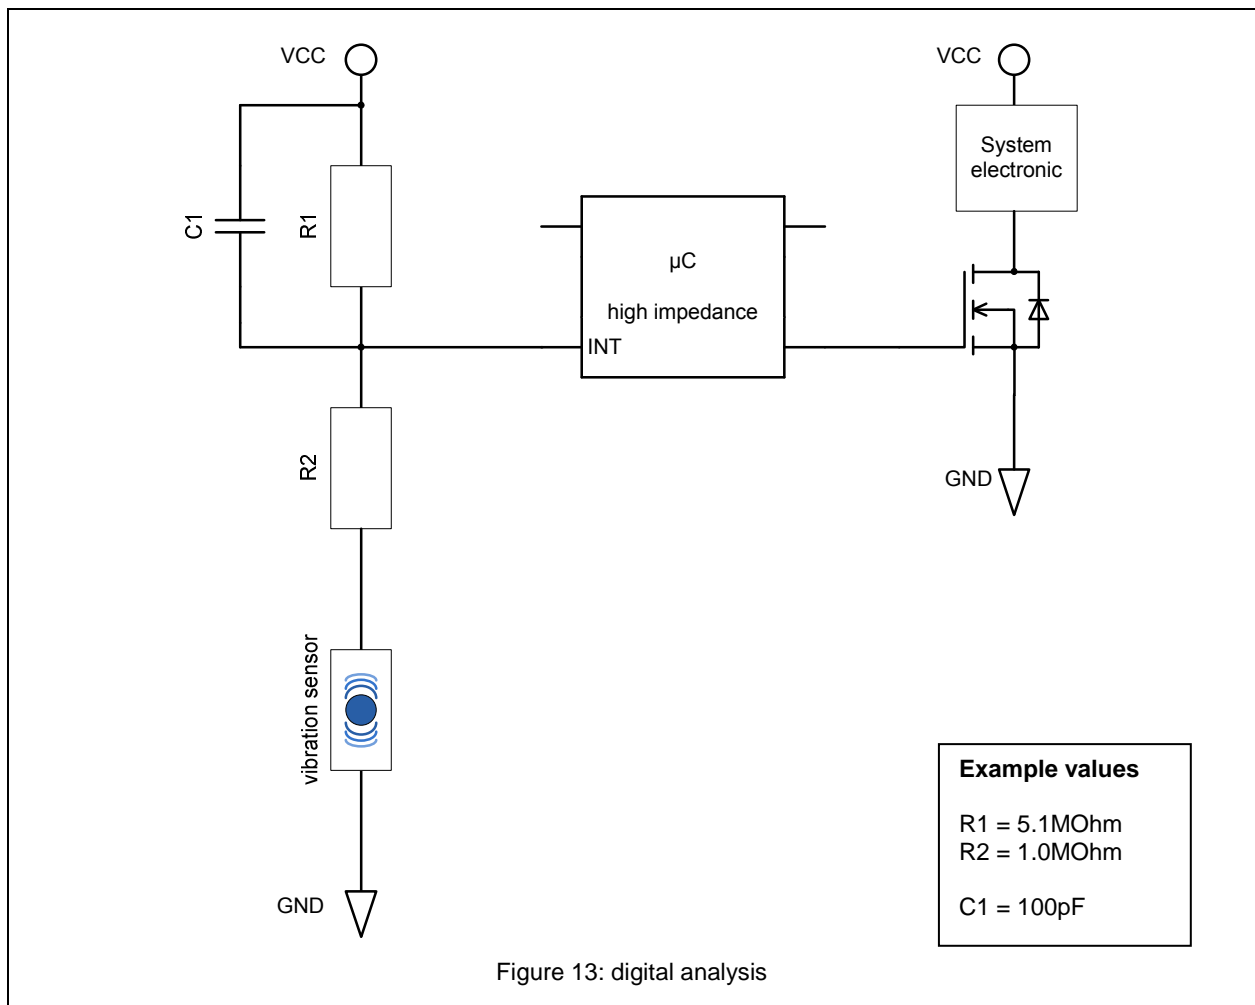 VCC
VCC
System
electronic
C1
R1
µC
high impedance
INT
R2
GND
vibration sensor
Example values
R1 = 5.1MOhm
R2 = 1.0MOhm
C1 = 100pF
GND
Figure 13: digital analysis